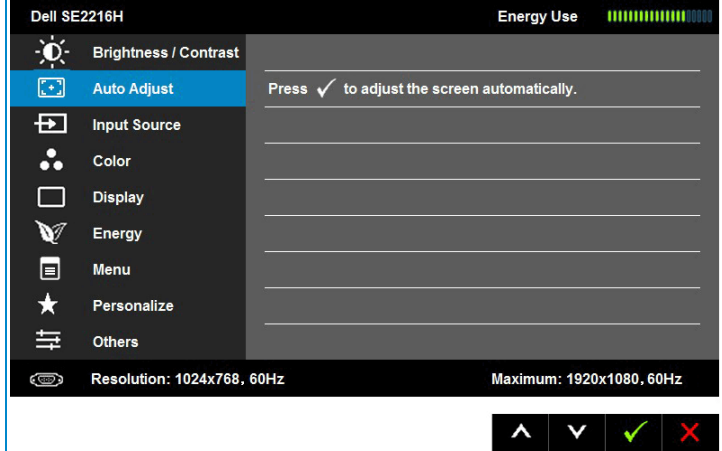 Dell SE2216H Energy Use
Brightness / Contrast
Auto Adjust Press ✓ to adjust the screen automatically.
Input Source
Color
Display
Energy
Menu
Personalize
Others
Resolution: 1024x768, 60Hz Maximum: 1920x1080, 60Hz